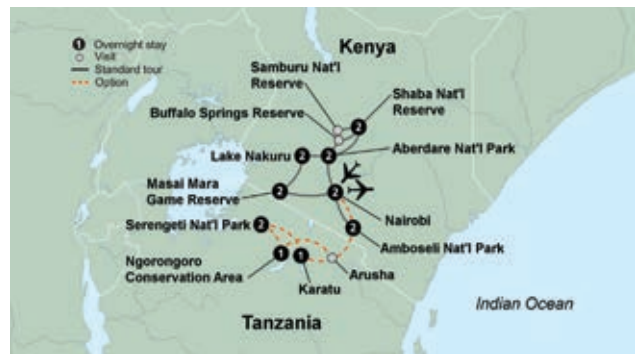 1 Overnight stay
Visit
Standard tour
Option
Kenya
Samburu Nat'l
Reserve
Shaba Nat'l
Reserve
Buffalo Springs Reserve
2
Lake Nakuru
2
2
Aberdare Nat'l Park
Masai Mara
Game Reserve
2
2
Nairobi
Serengeti Nat'l Park
2
2
Amboseli Nat'l Park
Ngorongoro
Conservation Area
1
1
Karatu
Arusha
Indian Ocean
Tanzania